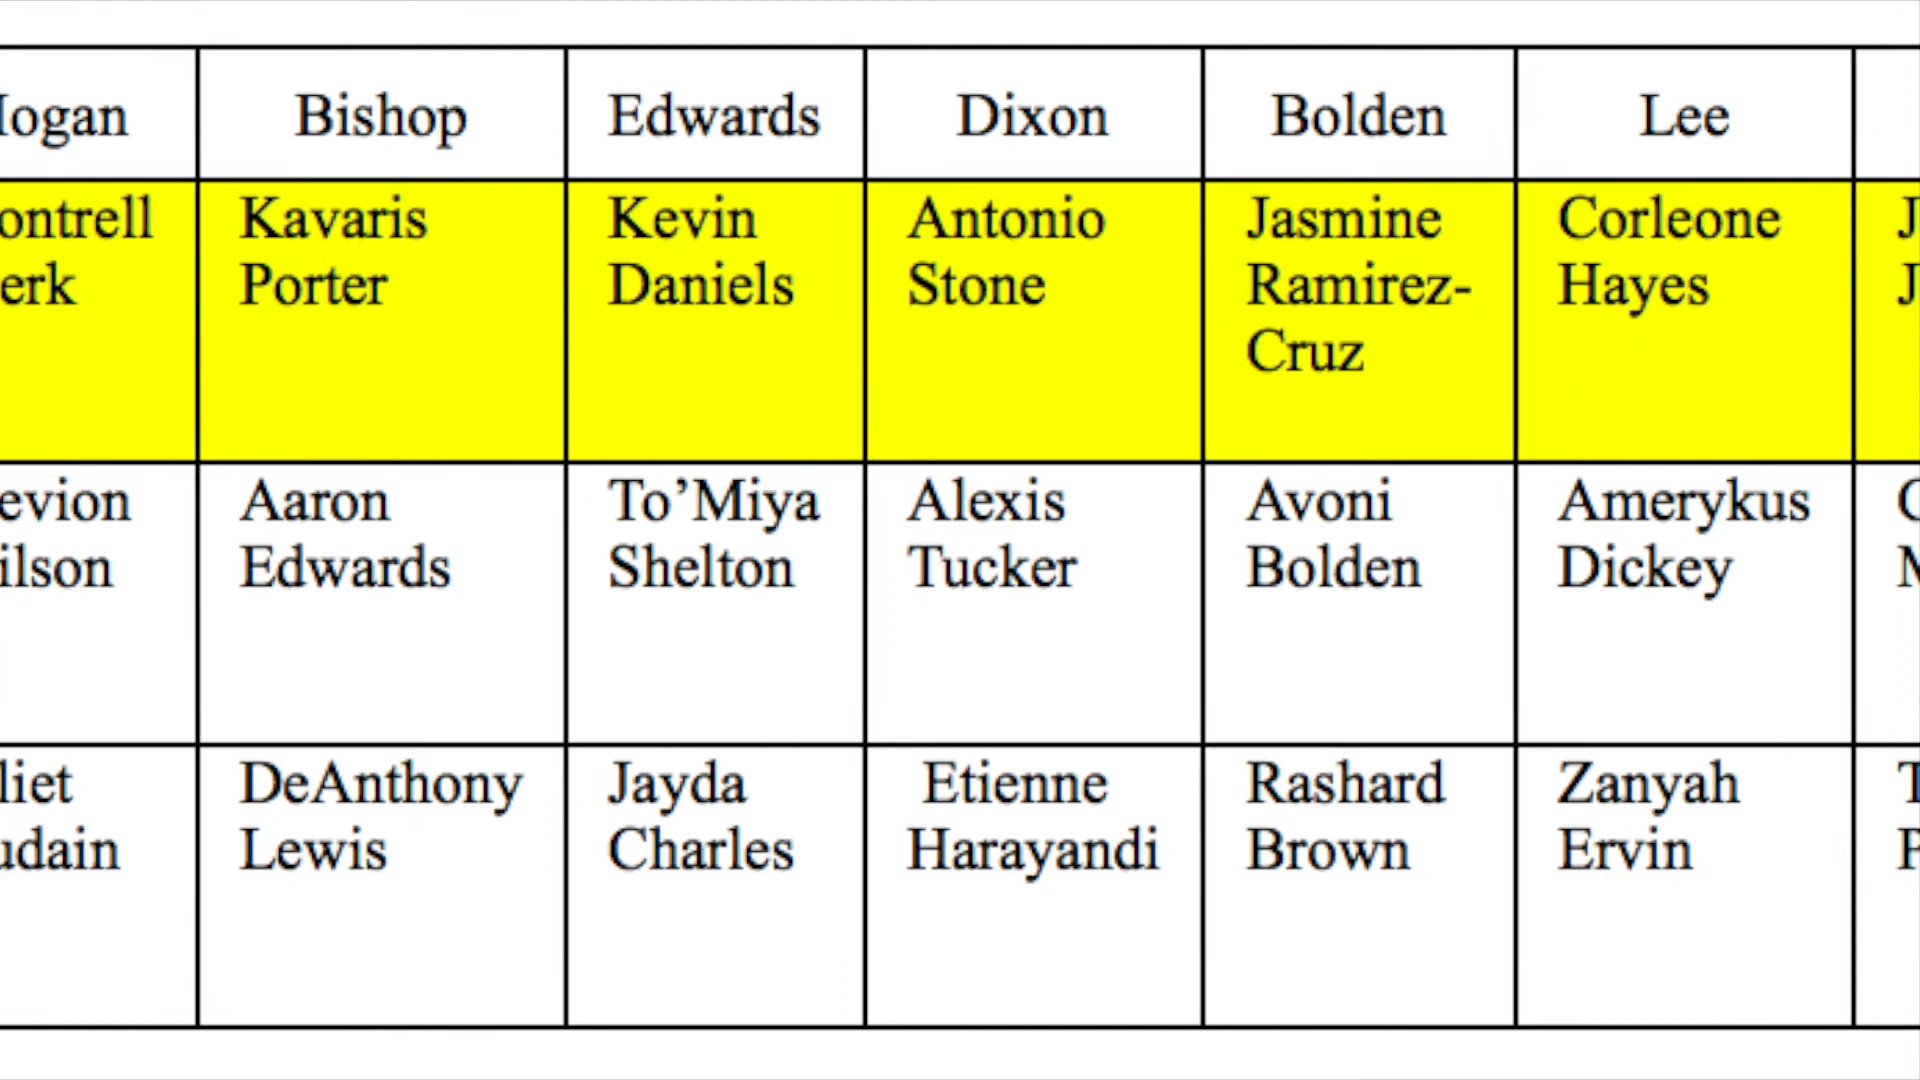 Bishop Edwards Dixon Bolden Lee
Kavaris Kevin Antonio Jasmine Corleone
Porter Daniels Stone Ramirez- Hayes
Cruz
Aaron To’Miya Alexis Avoni Amerykus
Edwards Shelton Tucker Bolden Dickey
DeAnthony Jayda Etienne Rashard Zanyah
Lewis Charles Harayandi Brown Ervin